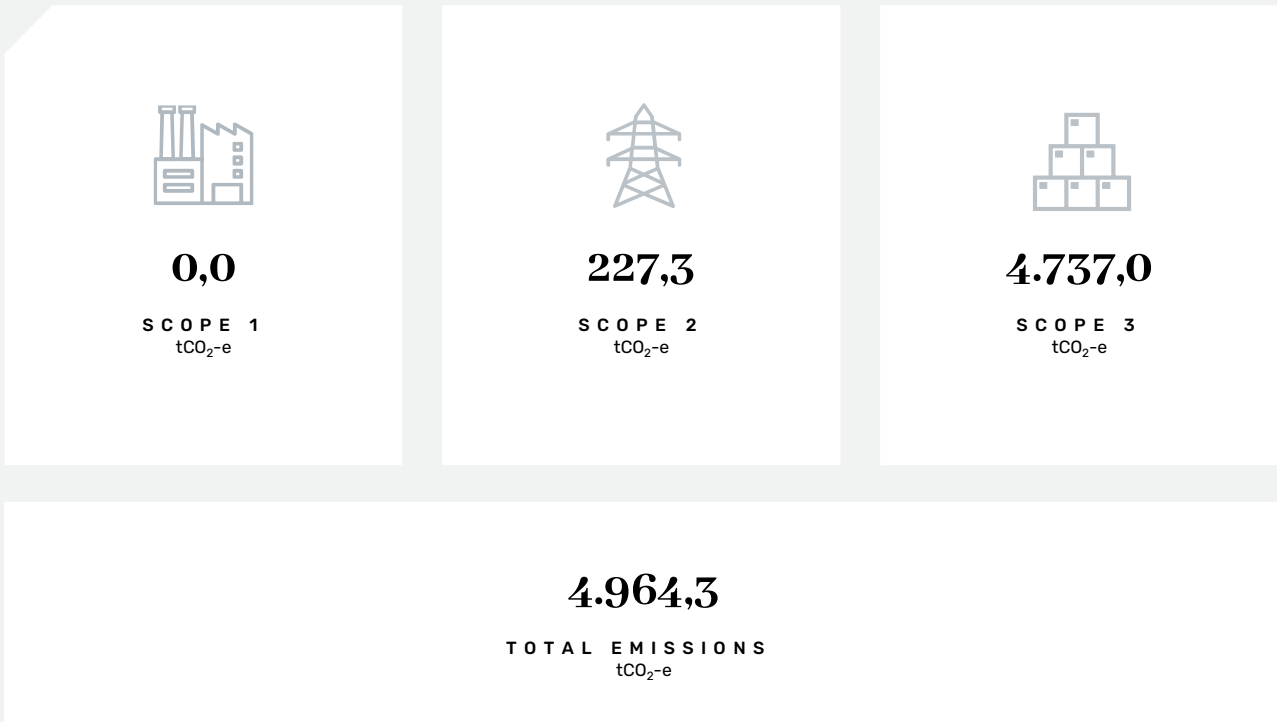 0,0
SCOPE 1
tCO₂-e
227,3
SCOPE 2
tCO₂-e
4.737,0
SCOPE 3
tCO₂-e
4.964,3
TOTAL EMISSIONS
tCO₂-e